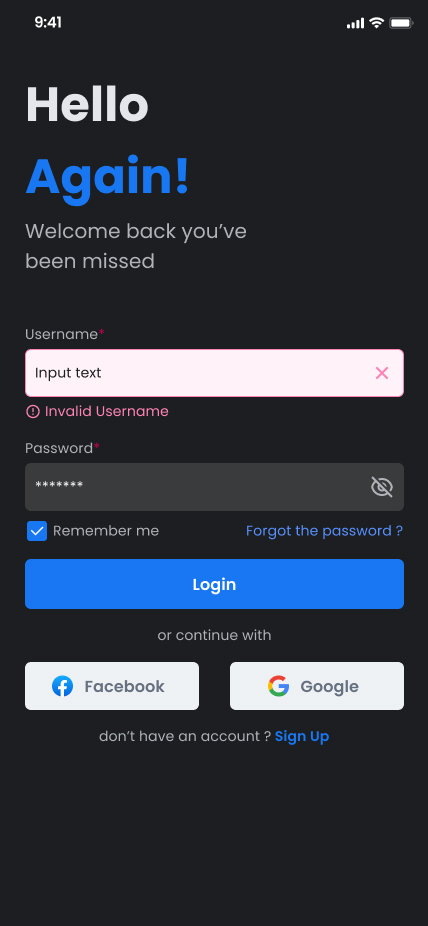 9:41
Hello
Again!
Welcome back you’ve
been missed
Username*
Input text
Invalid Username
Password*
*******
Remember me Forgot the password ?
Login
or continue with
Facebook Google
don’t have an account ? Sign Up